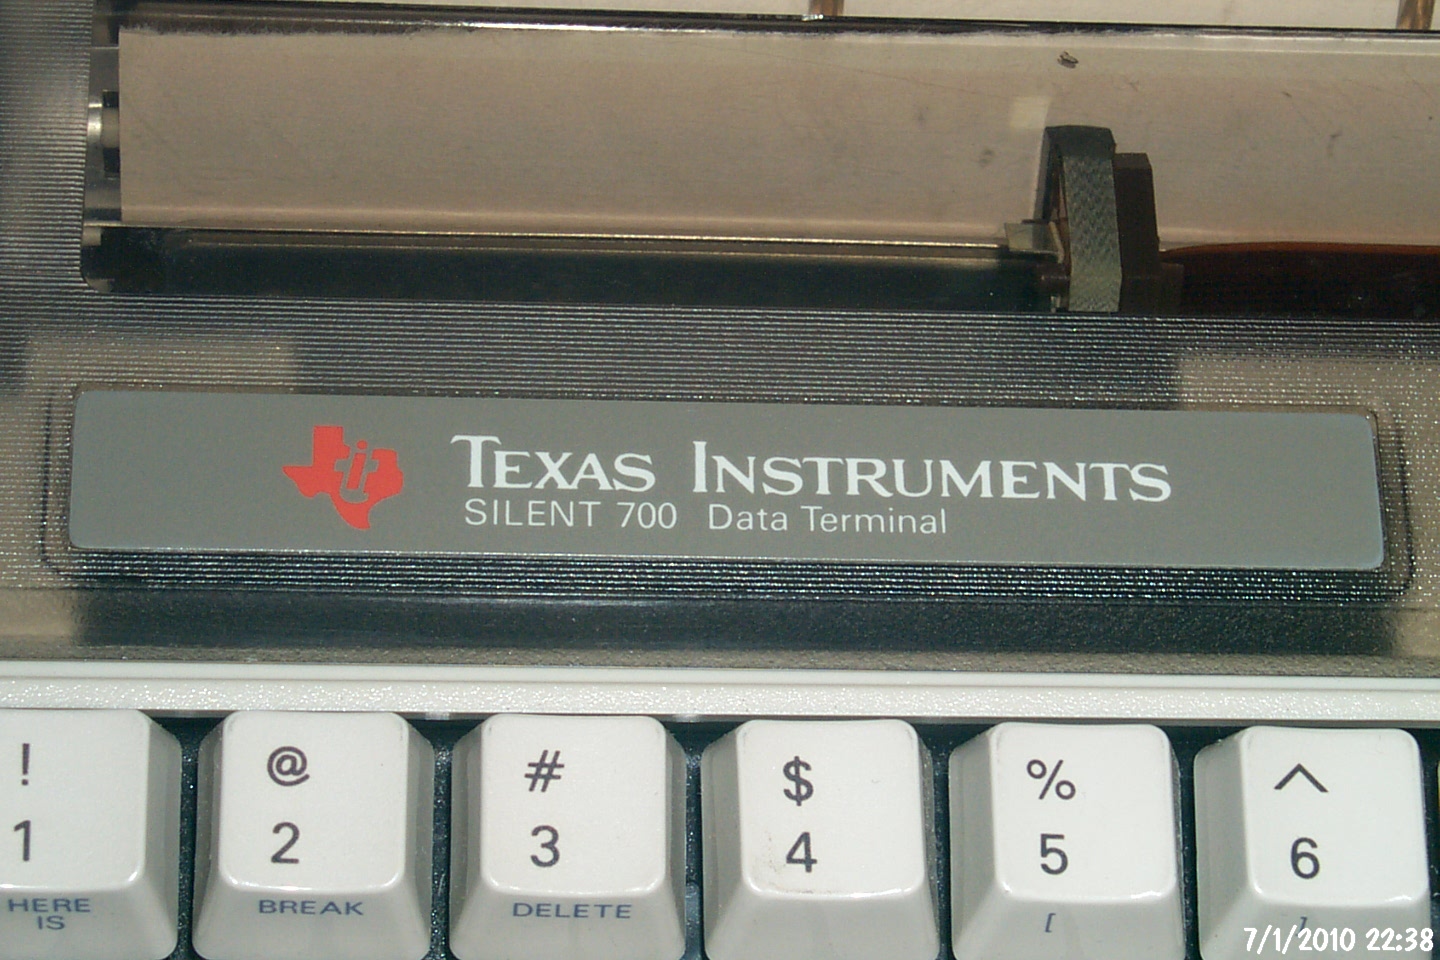 TEXAS INSTRUMENTS
SILENT 700 Data Terminal
! @ # $ % ^
1 2 3 4 5 6
HERE IS BREAK DELETE [ ]
7/1/2010 22:38